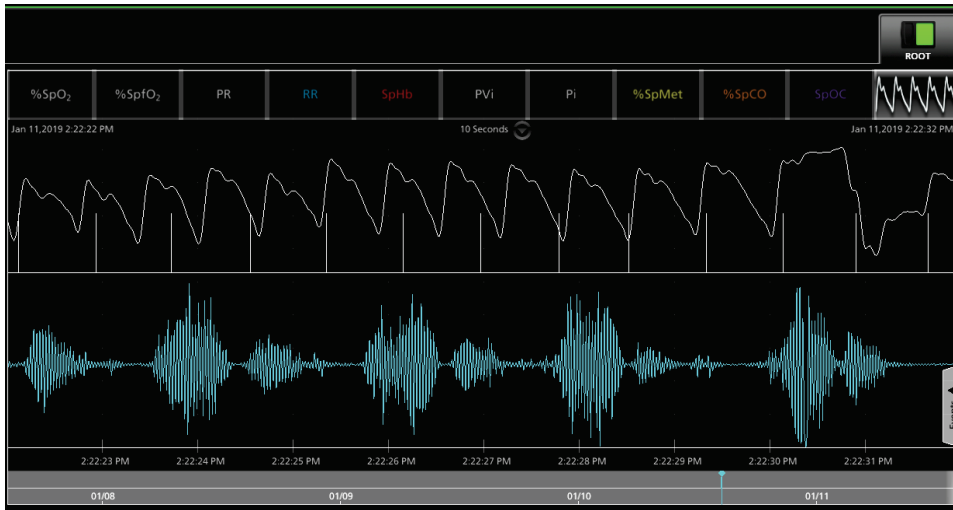 ROOT
%SpO₂ %SpfO₂ PR RR SpHb PVi Pi %SpMet %SpCO SpOC
Jan 11,2019 2:22:22 PM 10 Seconds Jan 11,2019 2:22:32 PM
Events
2:22:23 PM 2:22:24 PM 2:22:25 PM 2:22:26 PM 2:22:27 PM 2:22:28 PM 2:22:29 PM 2:22:30 PM 2:22:31 PM
01/08 01/09 01/10 01/11